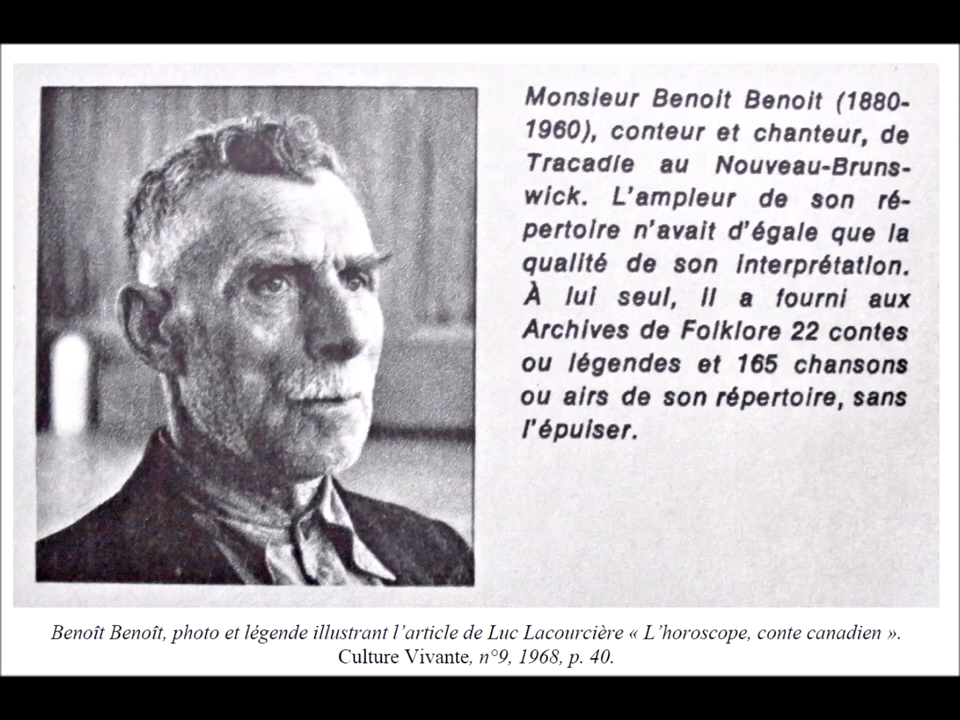 Monsieur Benoit Benoit (1880-
1960), conteur et chanteur, de
Tracadie au Nouveau-Bruns-
wick. L'ampleur de son ré-
pertoire n'avait d'égale que la
qualité de son interprétation.
À lui seul, il a fourni aux
Archives de Folklore 22 contes
ou légendes et 165 chansons
ou airs de son répertoire, sans
l'épuiser.
Benoît Benoît, photo et légende illustrant l'article de Luc Lacourcière « L'horoscope, conte canadien ».
Culture Vivante, n°9, 1968, p. 40.